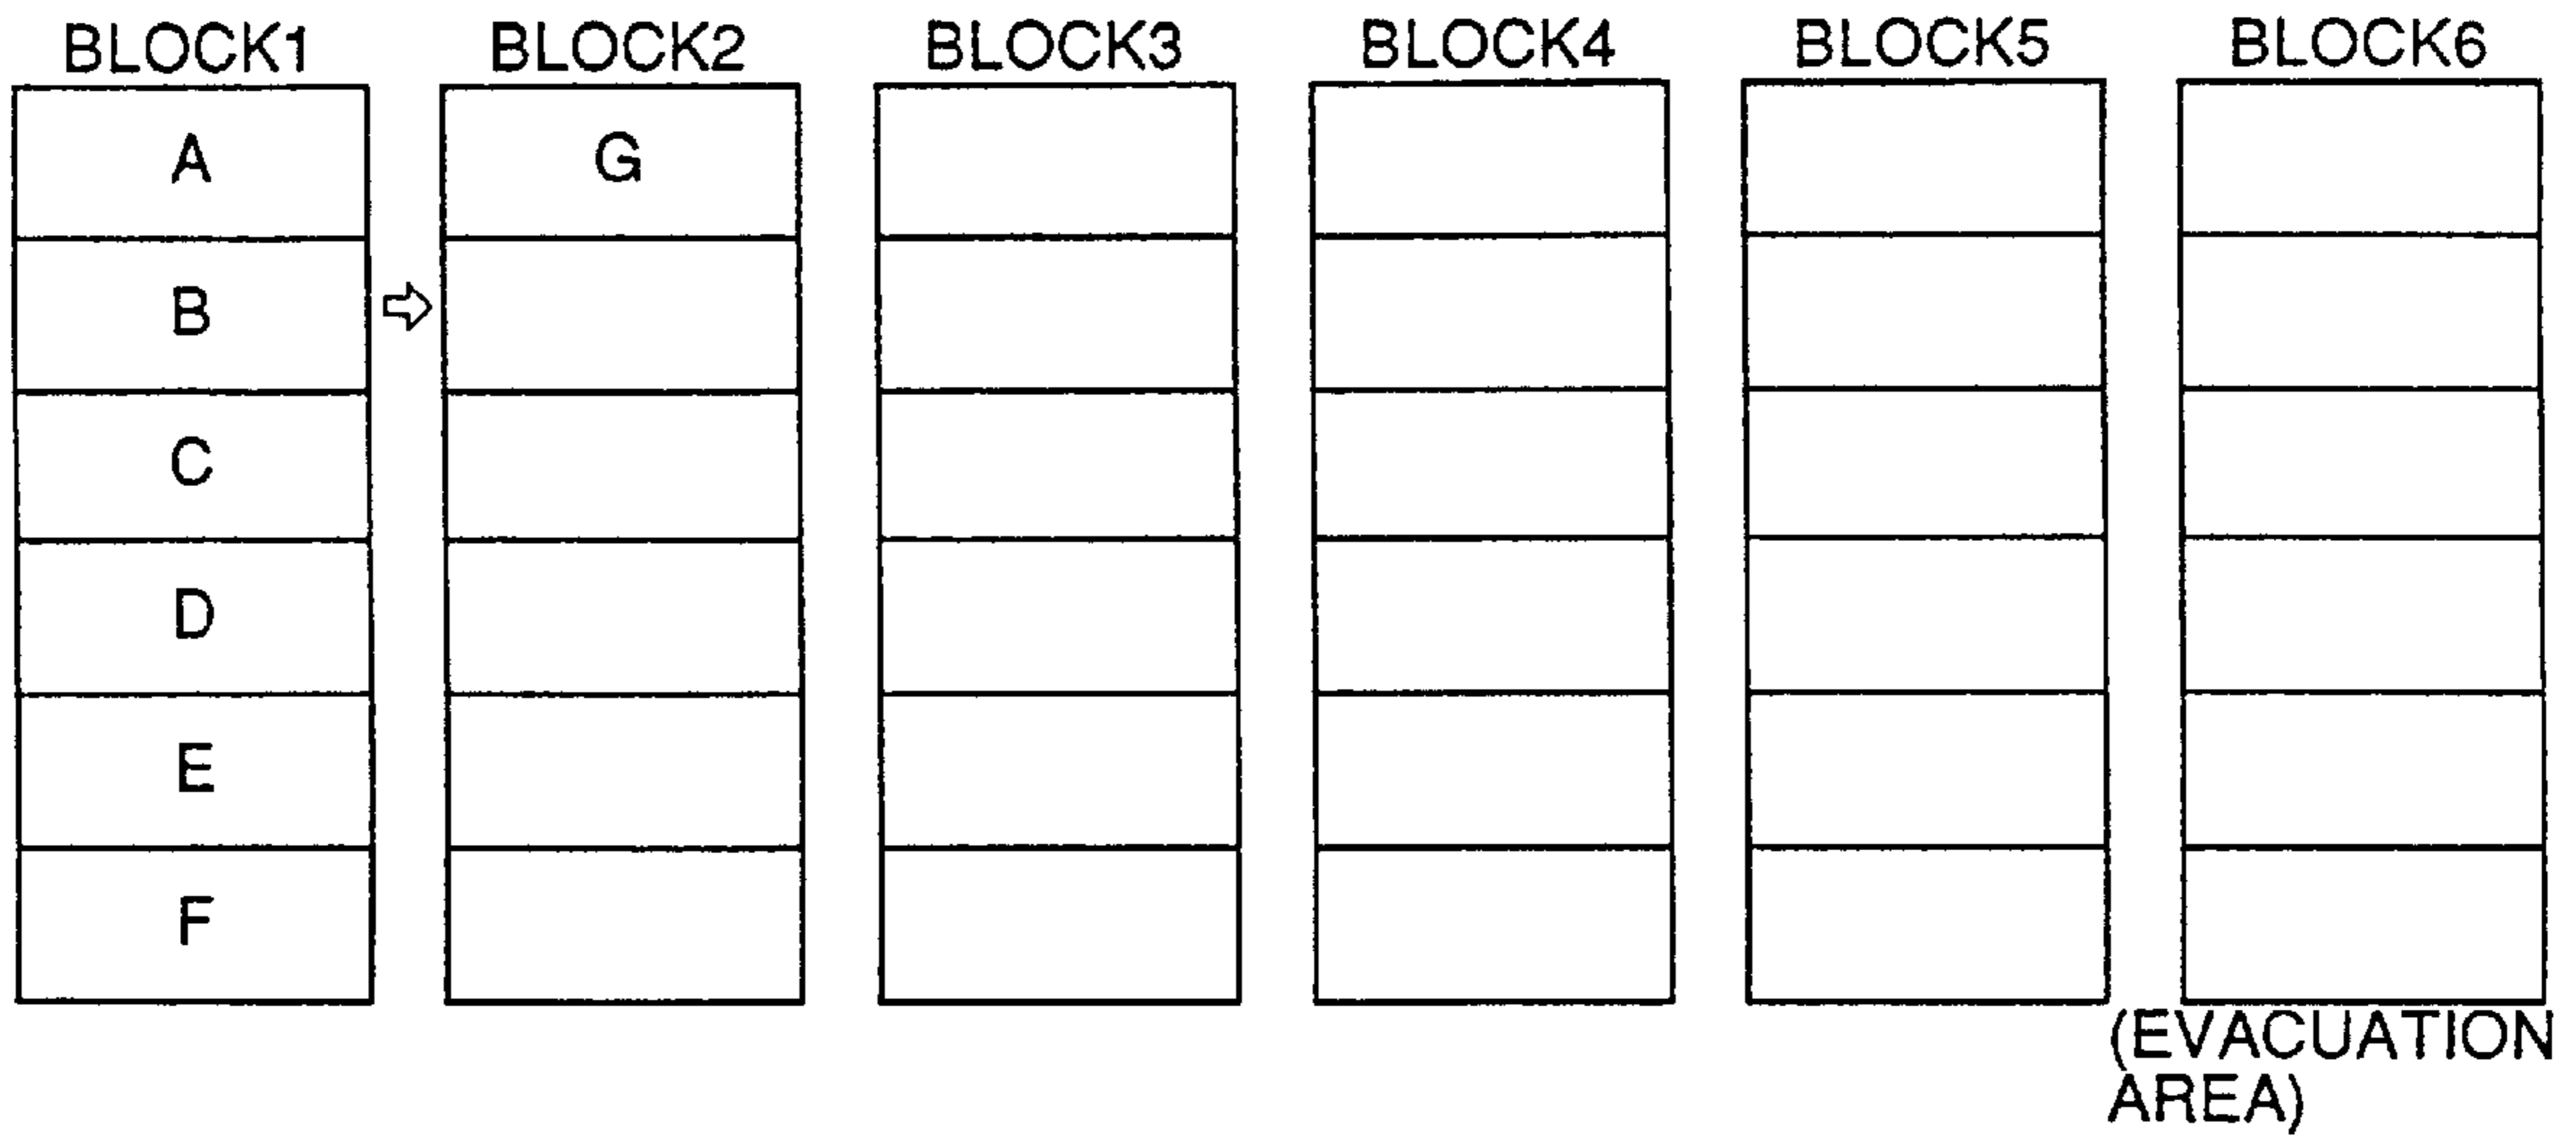 BLOCK1 BLOCK2 BLOCK3 BLOCK4 BLOCK5 BLOCK6
A G
B
C
D
E
F
(EVACUATION
AREA)